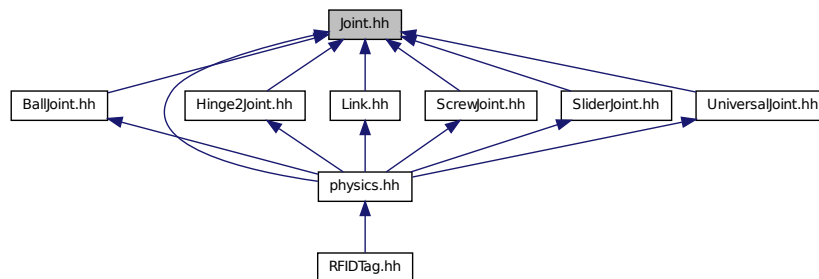 Joint.hh
BallJoint.hh
Hinge2Joint.hh
Link.hh
ScrewJoint.hh
SliderJoint.hh
UniversalJoint.hh
physics.hh
RFIDTag.hh